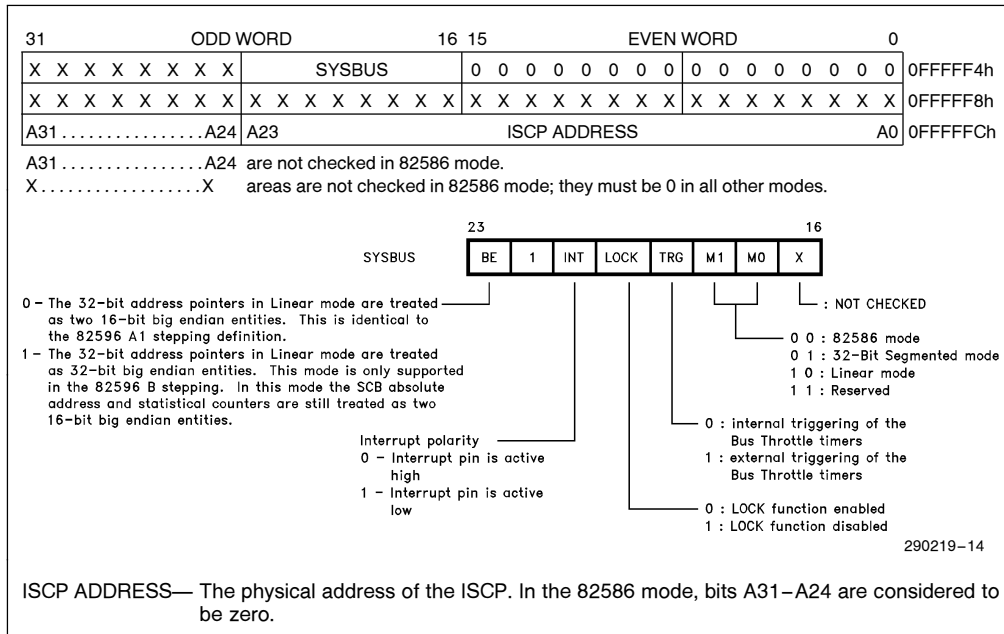 31 ODD WORD 16 15 EVEN WORD 0
X X X X X X X X SYSBUS 0 0 0 0 0 0 0 0 0 0 0 0 0 0 0 0 0FFFFF4h
X X X X X X X X X X X X X X X X X X X X X X X X X X X X X X X X 0FFFFF8h
A31 . . . . . . . . . . . . . . . . A24 A23 ISCP ADDRESS A0 0FFFFFCh
A31 . . . . . . . . . . . . . . . . A24 are not checked in 82586 mode.
X . . . . . . . . . . . . . . . . . . X areas are not checked in 82586 mode; they must be 0 in all other modes.
23 16
SYSBUS BE 1 INT LOCK TRG M1 M0 X
0 – The 32–bit address pointers in Linear mode are treated
as two 16–bit big endian entities. This is identical to
the 82596 A1 stepping definition.
1 – The 32–bit address pointers in Linear mode are treated
as 32–bit big endian entities. This mode is only supported
in the 82596 B stepping. In this mode the SCB absolute
address and statistical counters are still treated as two
16–bit big endian entities.
: NOT CHECKED
0 0 : 82586 mode
0 1 : 32–Bit Segmented mode
1 0 : Linear mode
1 1 : Reserved
0 : internal triggering of the
Bus Throttle timers
1 : external triggering of the
Bus Throttle timers
Interrupt polarity
0 – Interrupt pin is active
high
1 – Interrupt pin is active
low
0 : LOCK function enabled
1 : LOCK function disabled
290219–14
ISCP ADDRESS— The physical address of the ISCP. In the 82586 mode, bits A31–A24 are considered to
be zero.